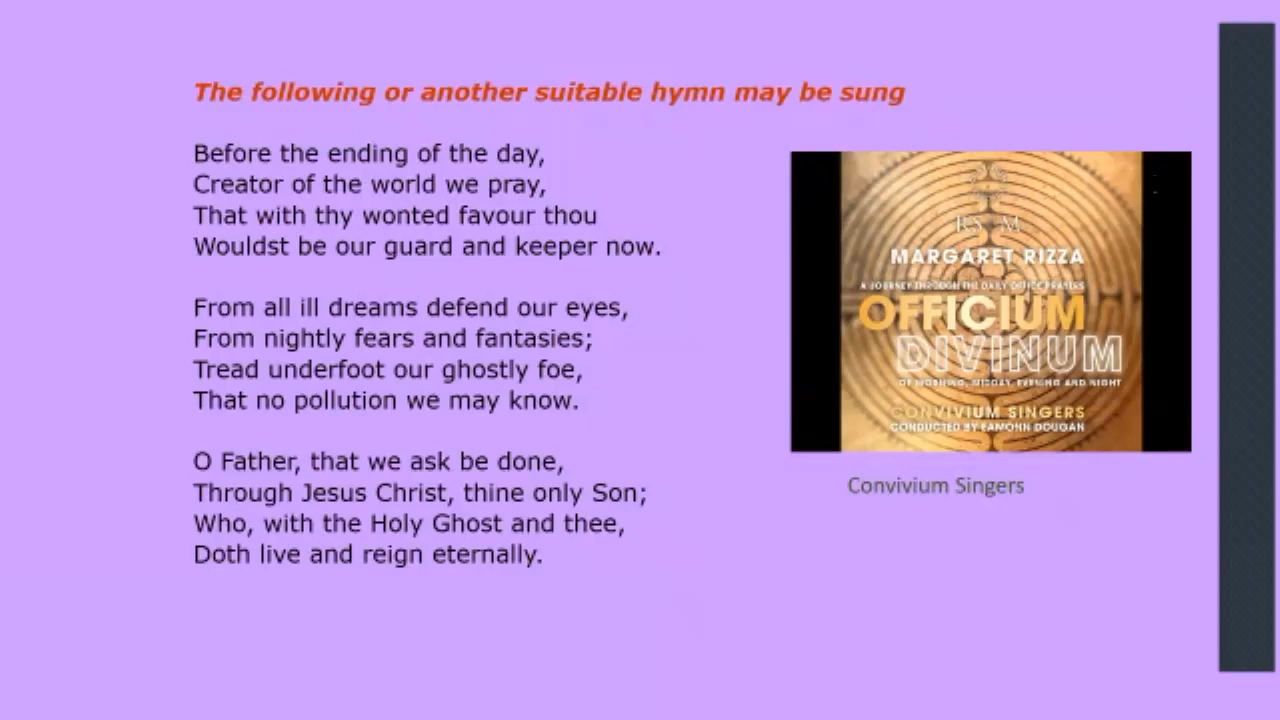 The following or another suitable hymn may be sung
Before the ending of the day,
Creator of the world we pray,
That with thy wonted favour thou
Wouldst be our guard and keeper now.
From all ill dreams defend our eyes,
From nightly fears and fantasies;
Tread underfoot our ghostly foe,
That no pollution we may know.
O Father, that we ask be done,
Through Jesus Christ, thine only Son;
Who, with the Holy Ghost and thee,
Doth live and reign eternally.
MARGARET RIZZA
A JOURNEY THROUGH THE DAILY OFFICE PRAYERS
OFFICIUM
DIVINUM
OF MORNING, MIDDAY, EVENING AND NIGHT
CONVIVIUM SINGERS
CONDUCTED BY EAMONN DOUGAN
Convivium Singers